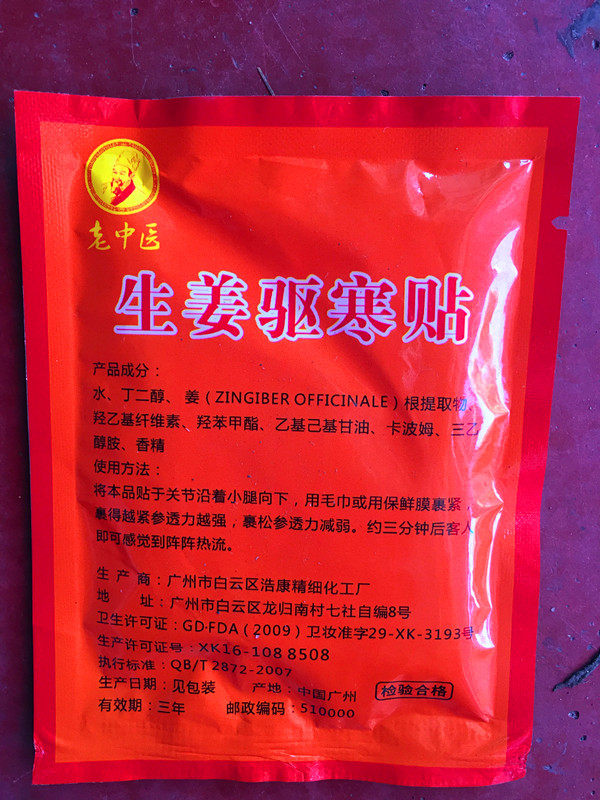 老中医
生姜驱寒贴
产品成分：
水、丁二醇、姜（ZINGIBER OFFICINALE）根提取物、
羟乙基纤维素、羟苯甲酯、乙基己基甘油、卡波姆、三乙
醇胺、香精
使用方法：
将本品贴于关节沿着小腿向下，用毛巾或用保鲜膜裹紧，
裹得越紧参透力越强，裹松参透力减弱。约三分钟后客人
即可感觉到阵阵热流。
生产商：广州市白云区浩康精细化工厂
地址：广州市白云区龙归南村七社自编8号
卫生许可证：GD·FDA（2009）卫妆准字29-XK-3193号
生产许可证号：XK16-108 8508
执行标准：QB/T 2872-2007
生产日期：见包装 产地：中国广州 检验合格
有效期：三年 邮政编码：510000